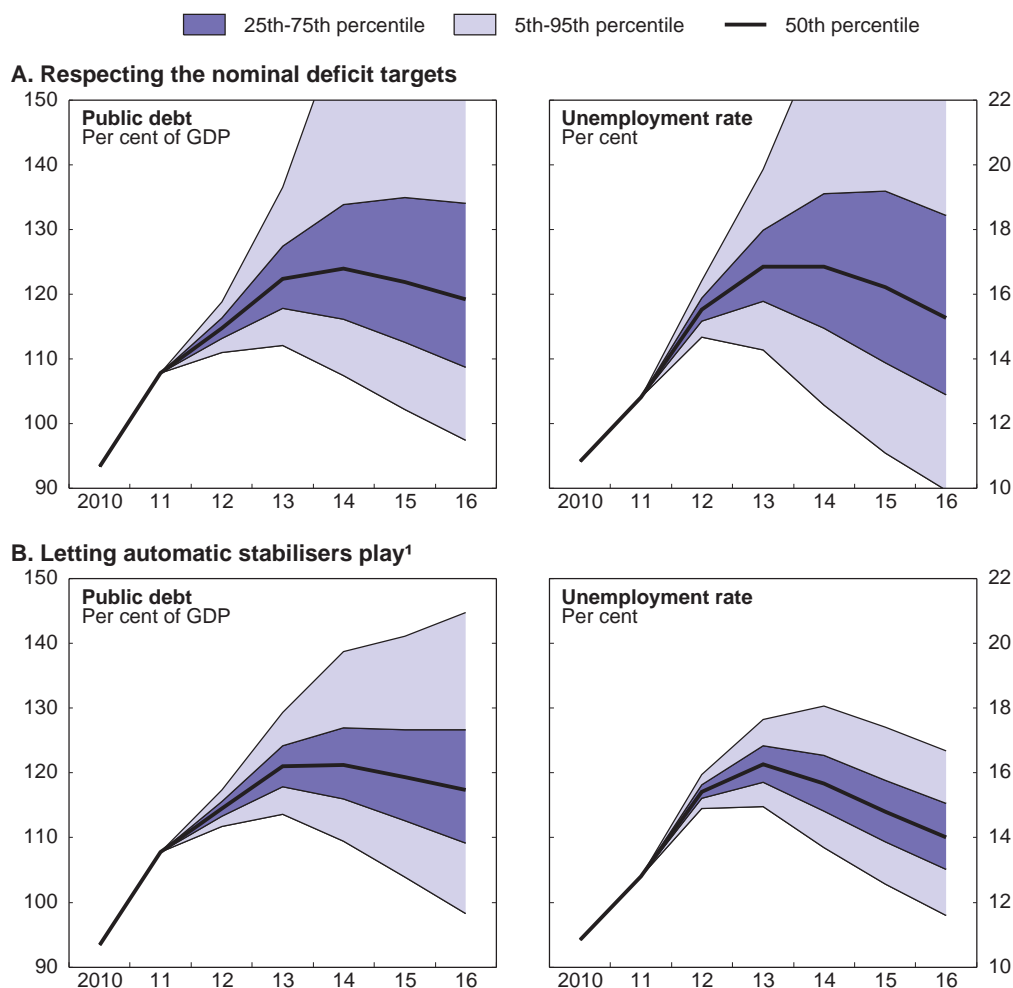 25th-75th percentile 5th-95th percentile 50th percentile
A. Respecting the nominal deficit targets
Public debt
Per cent of GDP
150
140
130
120
110
100
90
2010 11 12 13 14 15 16
Unemployment rate
Per cent
22
20
18
16
14
12
10
2010 11 12 13 14 15 16
B. Letting automatic stabilisers play¹
Public debt
Per cent of GDP
150
140
130
120
110
100
90
2010 11 12 13 14 15 16
Unemployment rate
Per cent
22
20
18
16
14
12
10
2010 11 12 13 14 15 16